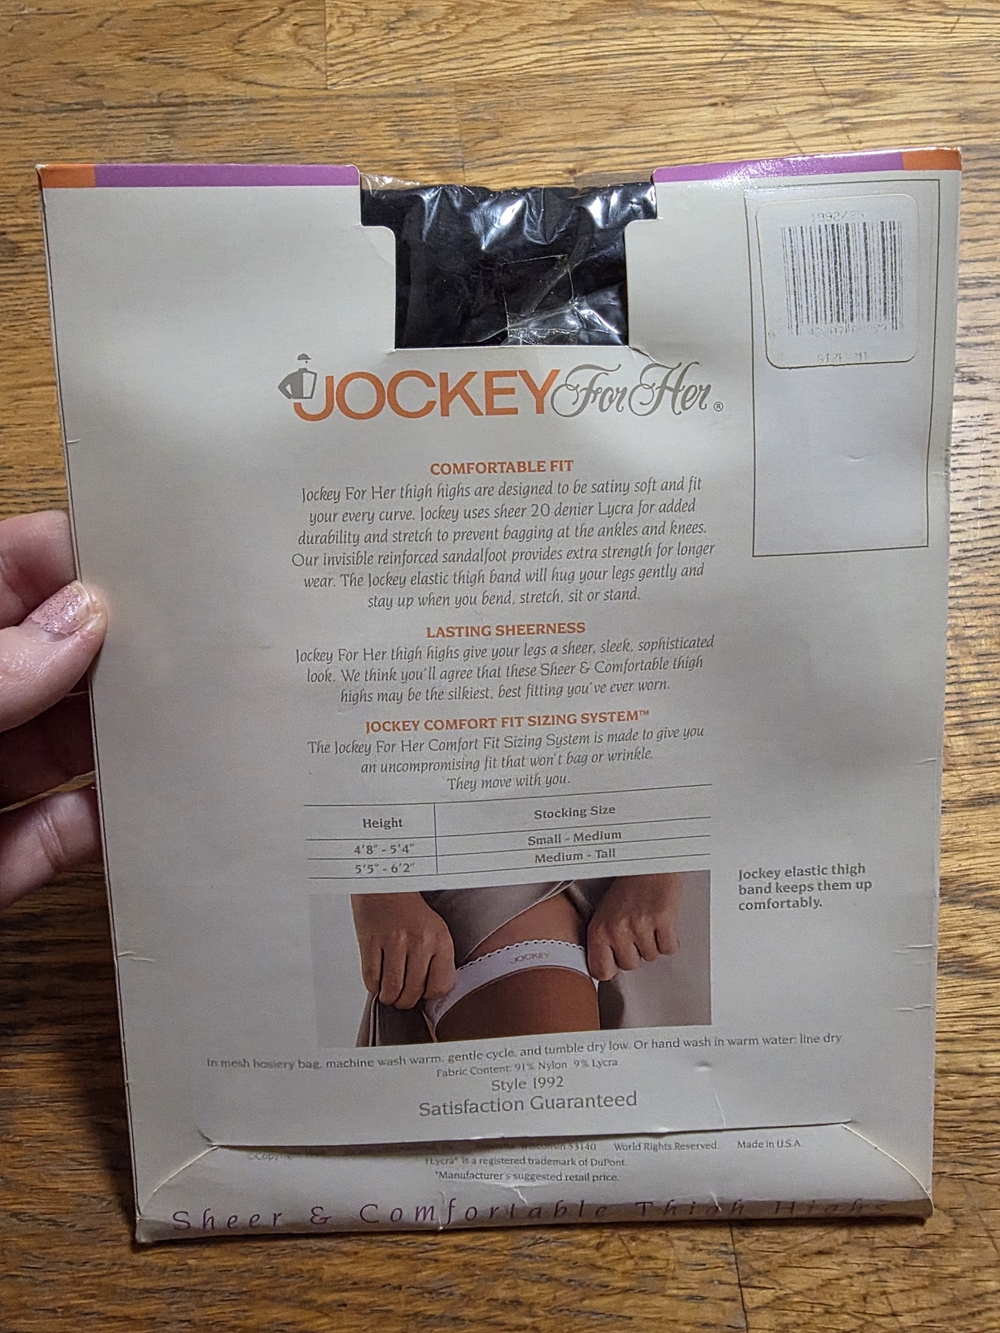 JOCKEY For Her®
COMFORTABLE FIT
Jockey For Her thigh highs are designed to be satiny soft and fit
your every curve. Jockey uses sheer 20 denier Lycra for added
durability and stretch to prevent bagging at the ankles and knees.
Our invisible reinforced sandalfoot provides extra strength for longer
wear. The Jockey elastic thigh band will hug your legs gently and
stay up when you bend, stretch, sit or stand.
LASTING SHEERNESS
Jockey For Her thigh highs give your legs a sheer, sleek, sophisticated
look. We think you'll agree that these Sheer & Comfortable thigh
highs may be the silkiest, best fitting you've ever worn.
JOCKEY COMFORT FIT SIZING SYSTEM™
The Jockey For Her Comfort Fit Sizing System is made to give you
an uncompromising fit that won't bag or wrinkle.
They move with you.
Height Stocking Size
4'8" - 5'4" Small - Medium
5'5" - 6'2" Medium - Tall
Jockey elastic thigh
band keeps them up
comfortably.
JOCKEY
In mesh hosiery bag, machine wash warm, gentle cycle, and tumble dry low. Or hand wash in warm water: line dry
Fabric Content: 91% Nylon 9% Lycra
Style 1992
Satisfaction Guaranteed
©Copy Wisconsin 53140 World Rights Reserved. Made in U.S.A.
†Lycra® is a registered trademark of DuPont.
*Manufacturer's suggested retail price.
Sheer & Comfortable Thigh Highs